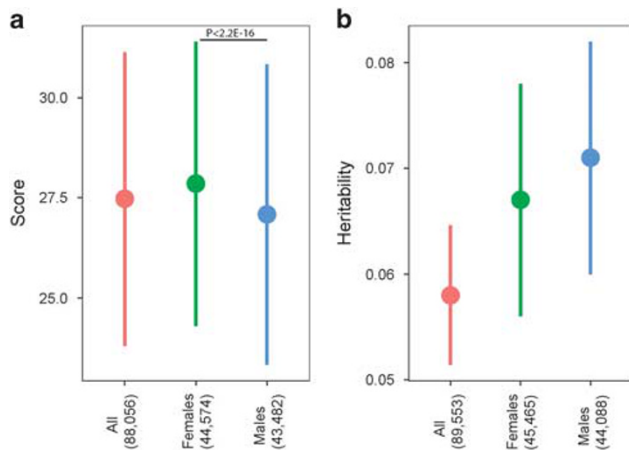 a
P<2.2E-16
Score
30.0
27.5
25.0
All
(88,056)
Females
(44,574)
Males
(43,482)
b
Heritability
0.08
0.07
0.06
0.05
All
(89,553)
Females
(45,465)
Males
(44,088)